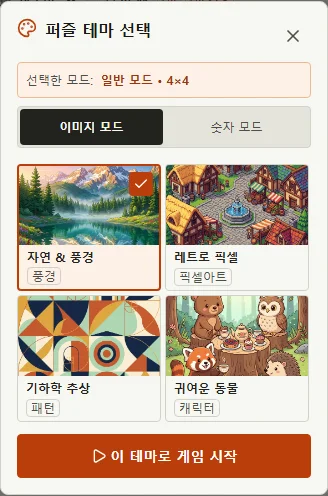 퍼즐 테마 선택
선택한 모드: 일반 모드 • 4×4
이미지 모드
숫자 모드
자연 & 풍경
풍경
레트로 픽셀
픽셀아트
기하학 추상
패턴
귀여운 동물
캐릭터
이 테마로 게임 시작